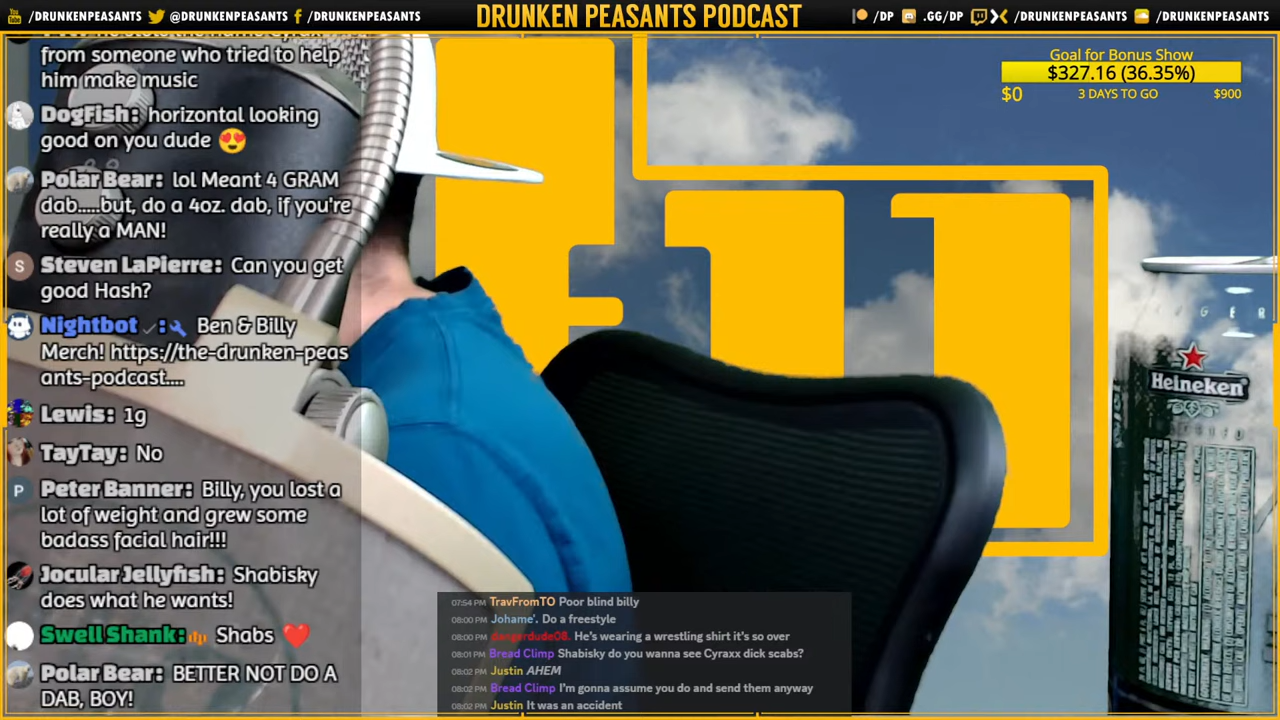 /DRUNKENPEASANTS @DRUNKENPEASANTS /DRUNKENPEASANTS DRUNKEN PEASANTS PODCAST /DP .GG/DP /DRUNKENPEASANTS /DRUNKENPEASANTS
Goal for Bonus Show
$327.16 (36.35%)
$0 3 DAYS TO GO $900
from someone who tried to help
him make music
DogFish: horizontal looking
good on you dude 😍
Polar Bear: lol Meant 4 GRAM
dab.....but, do a 4oz. dab, if you're
really a MAN!
S Steven LaPierre: Can you get
good Hash?
Nightbot : Ben & Billy
Merch! https://the-drunken-peas
ants-podcast....
Lewis: 1g
TayTay: No
P Peter Banner: Billy, you lost a
lot of weight and grew some
badass facial hair!!!
Jocular Jellyfish: Shabisky
does what he wants!
Swell Shank: Shabs ❤️
Polar Bear: BETTER NOT DO A
DAB, BOY!
07:54 PM TravFromTO Poor blind billy
08:00 PM Johame'. Do a freestyle
08:00 PM dangerdude08. He's wearing a wrestling shirt it's so over
08:01 PM Bread Climp Shabisky do you wanna see Cyraxx dick scabs?
08:02 PM Justin AHEM
08:02 PM Bread Climp I'm gonna assume you do and send them anyway
08:02 PM Justin It was an accident
Heineken